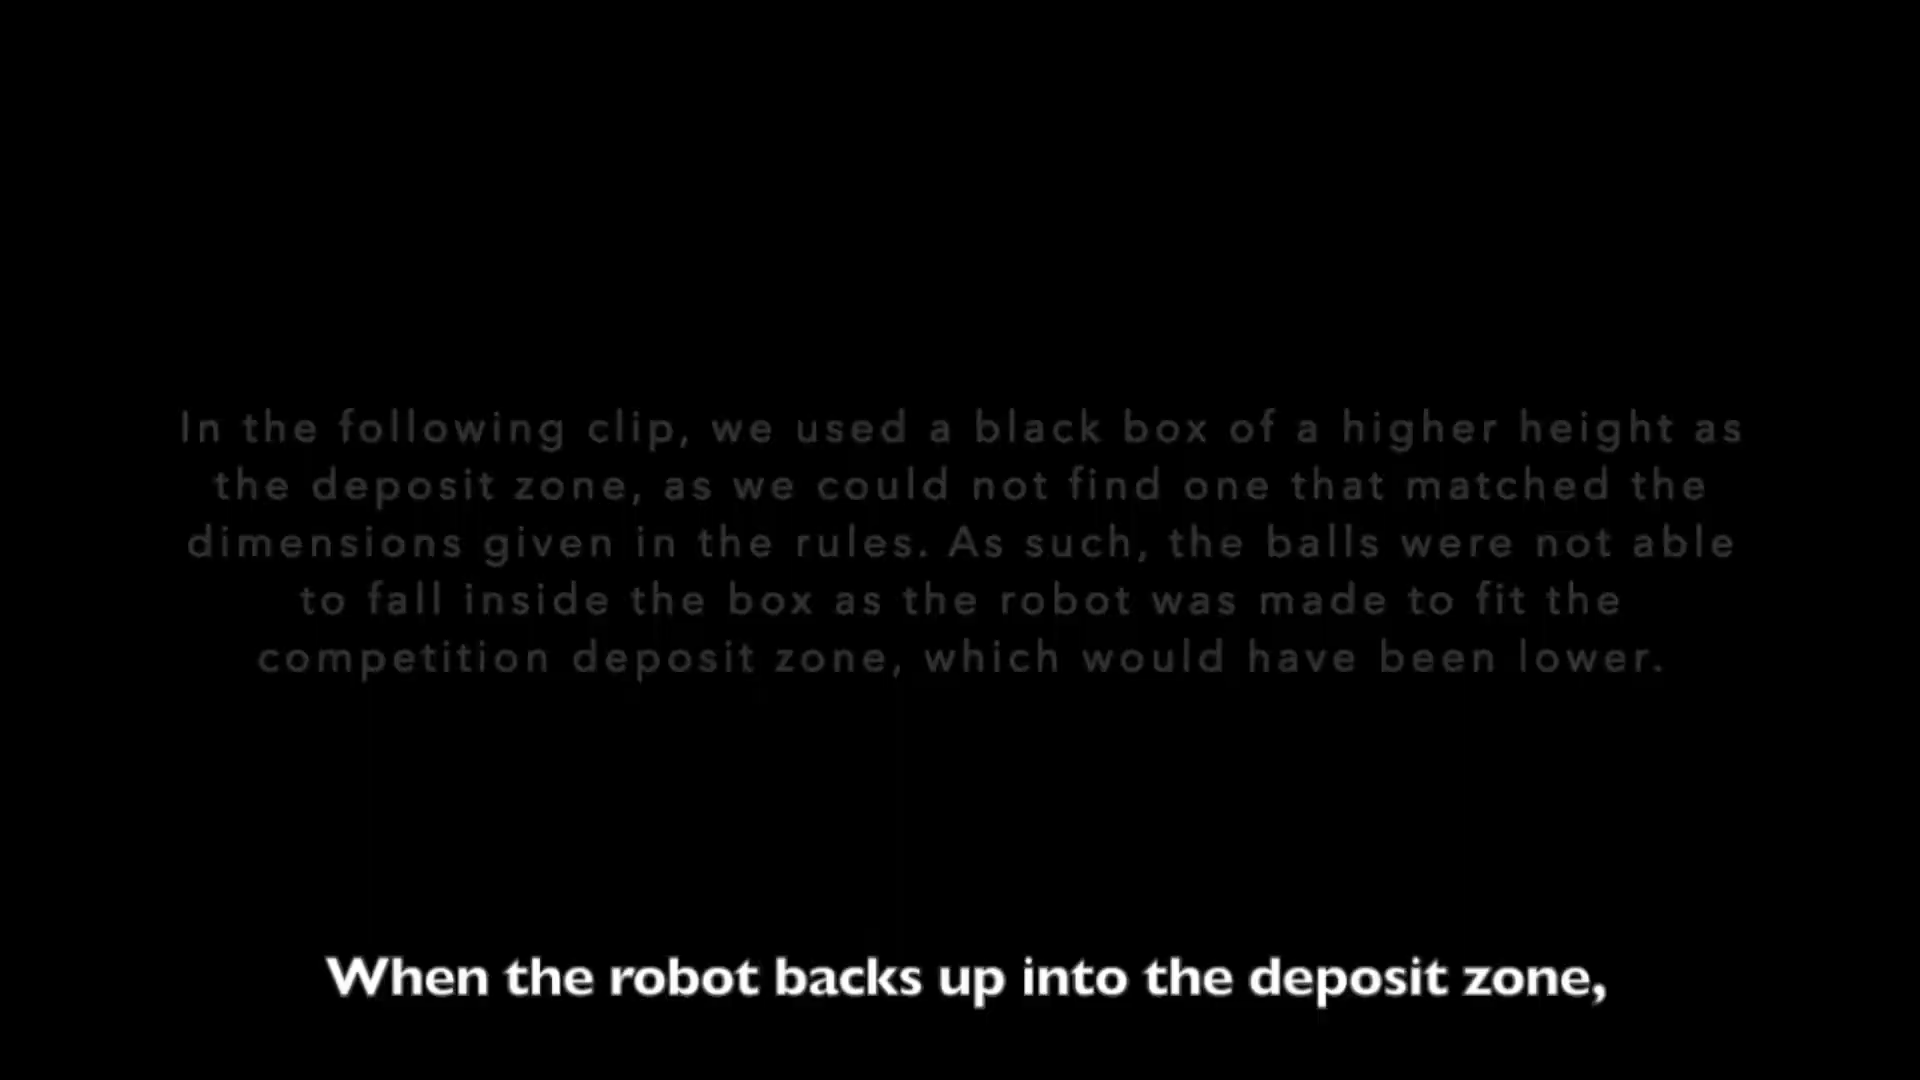 In the following clip, we used a black box of a higher height as
the deposit zone, as we could not find one that matched the
dimensions given in the rules. As such, the balls were not able
to fall inside the box as the robot was made to fit the
competition deposit zone, which would have been lower.
When the robot backs up into the deposit zone,